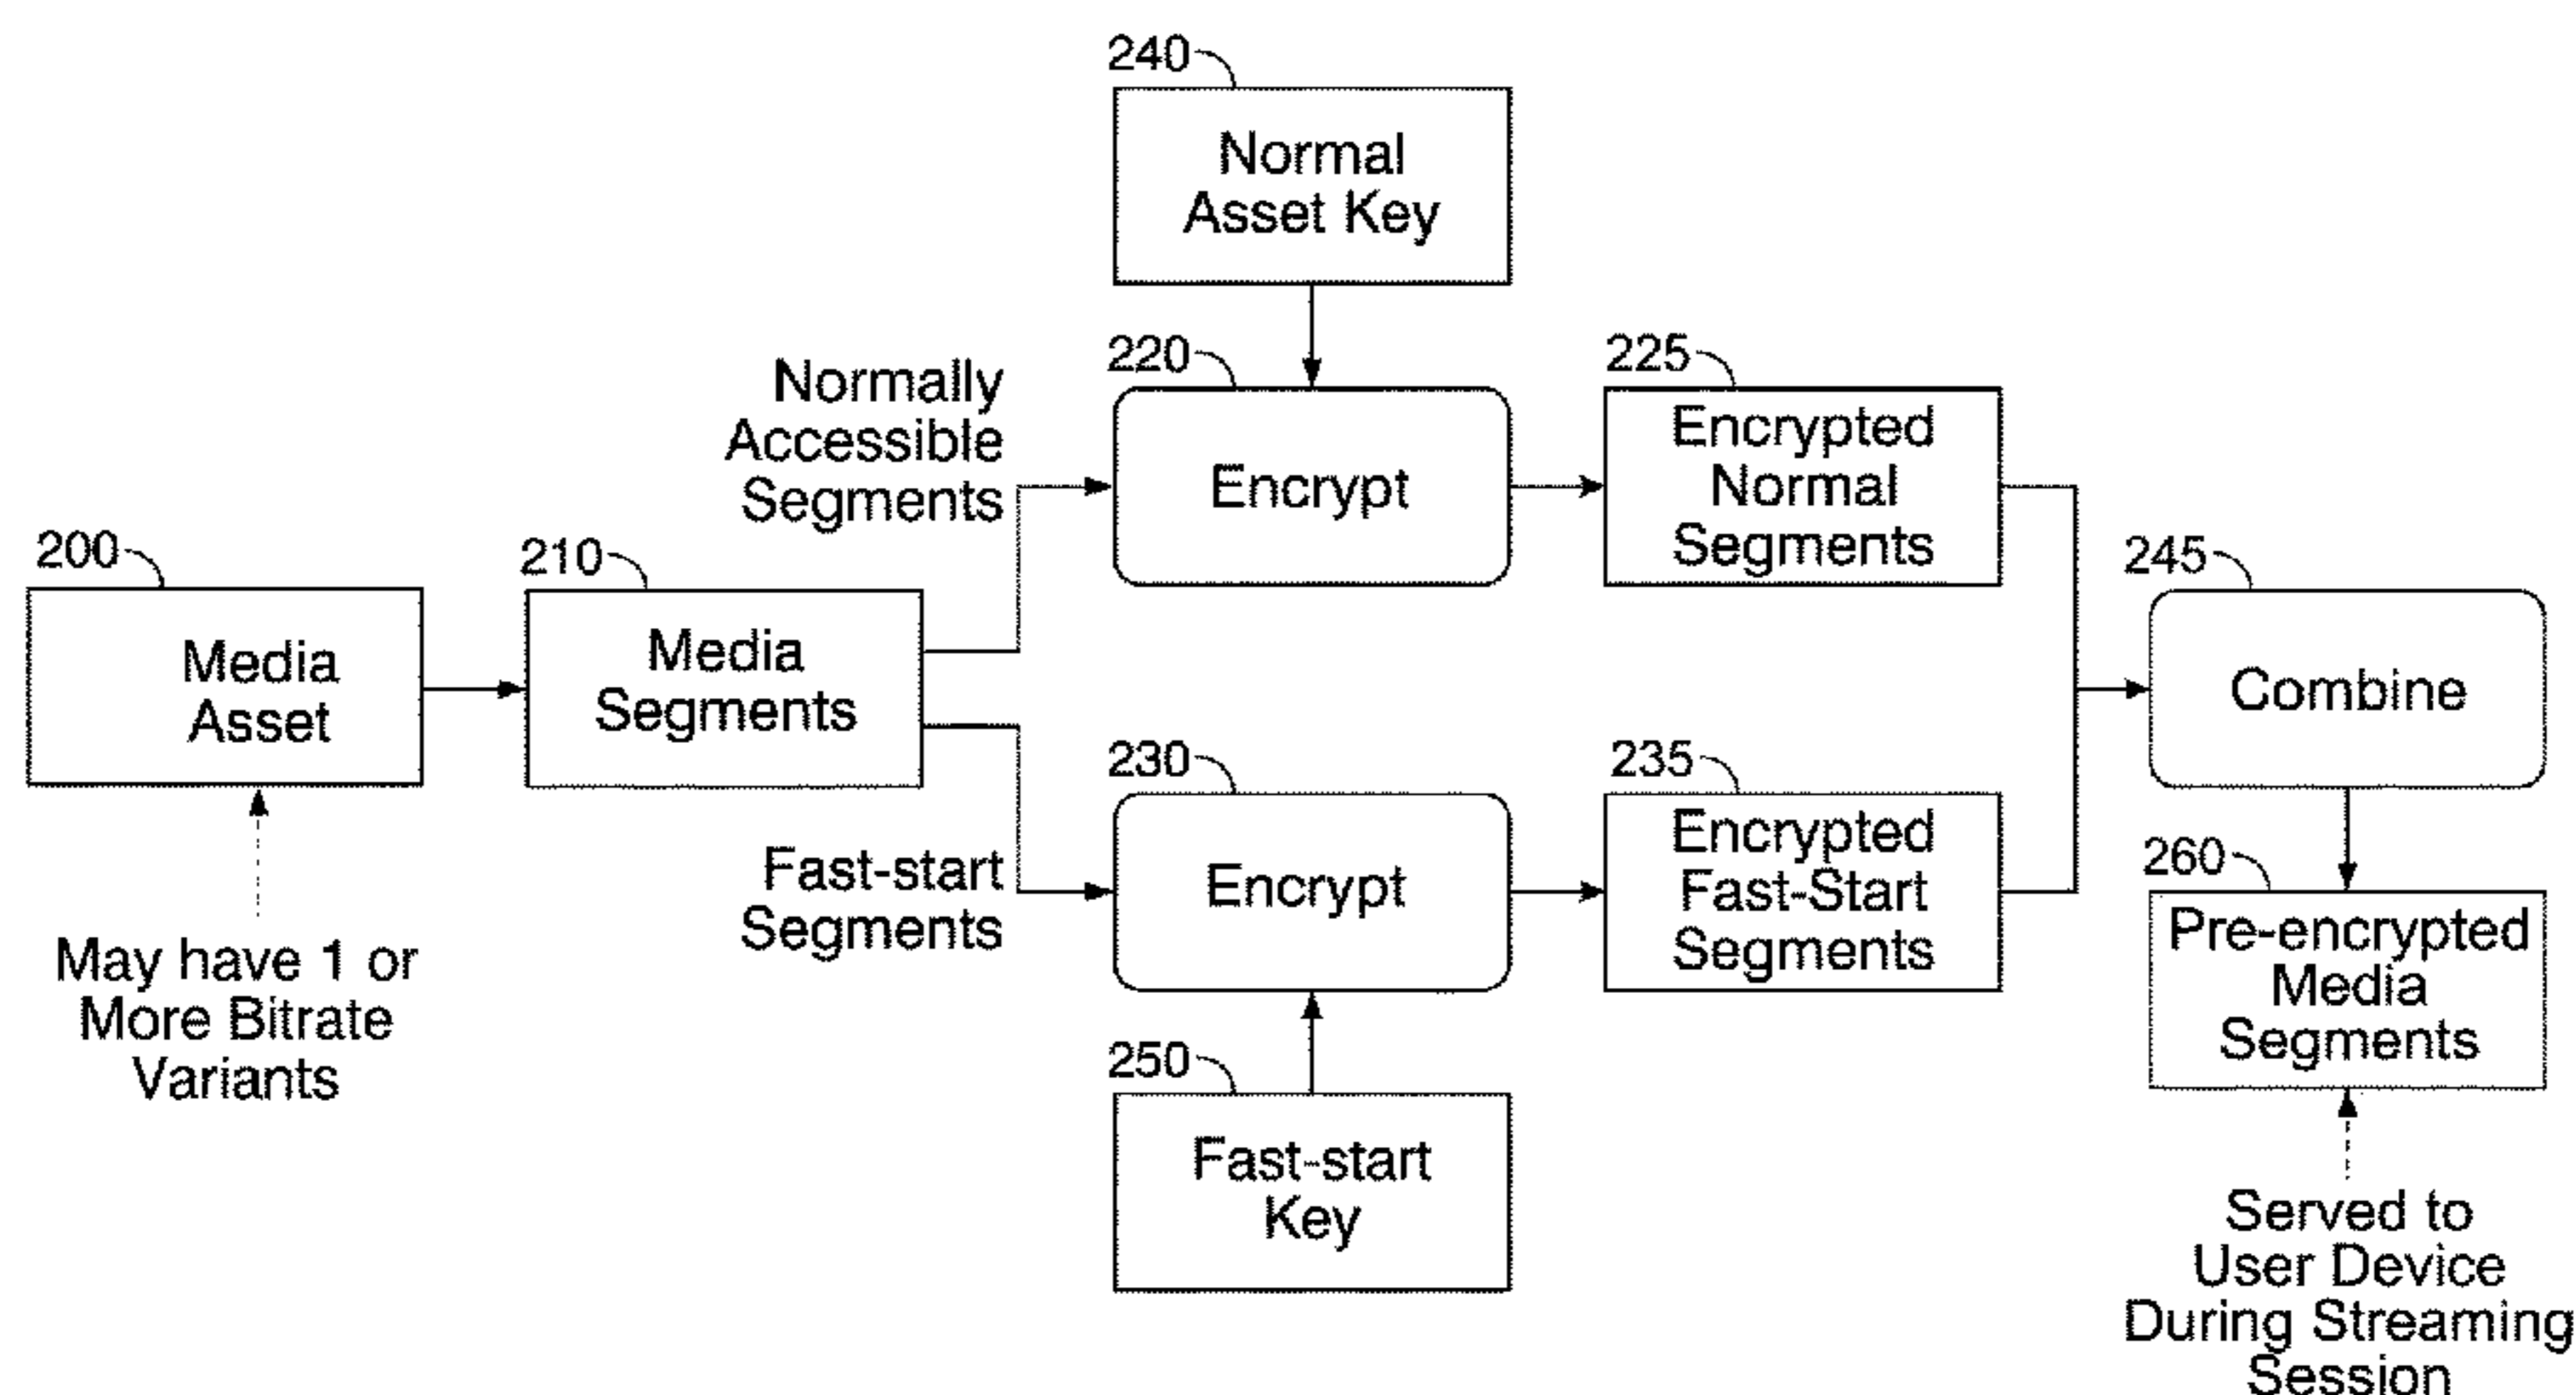 240
Normal
Asset Key
220
225
Normally
Accessible
Segments
Encrypt
Encrypted
Normal
Segments
200
210
245
Media
Asset
Media
Segments
Combine
230
235
260
Fast-start
Segments
Encrypt
Encrypted
Fast-Start
Segments
Pre-encrypted
Media
Segments
May have 1 or
More Bitrate
Variants
250
Fast-start
Key
Served to
User Device
During Streaming
Session